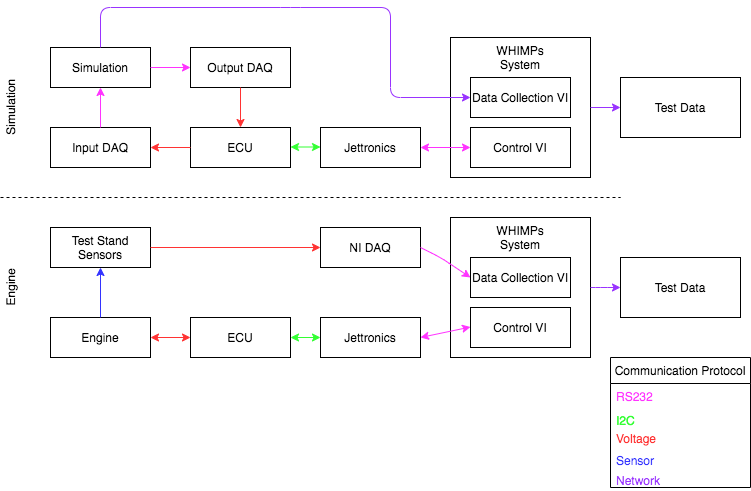 Simulation
Simulation
Output DAQ
WHIMPs
System
Data Collection VI
Test Data
Input DAQ
ECU
Jettronics
Control VI
Engine
Test Stand
Sensors
NI DAQ
WHIMPs
System
Data Collection VI
Test Data
Engine
ECU
Jettronics
Control VI
Communication Protocol
RS232
I2C
Voltage
Sensor
Network